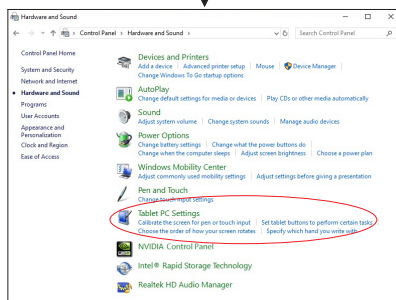 Hardware and Sound
Control Panel > Hardware and Sound >
Search Control Panel
Control Panel Home
System and Security
Network and Internet
Hardware and Sound
Programs
User Accounts
Appearance and
Personalization
Clock and Region
Ease of Access
Devices and Printers
Add a device | Advanced printer setup | Mouse | Device Manager
Change Windows To Go startup options
AutoPlay
Change default settings for media or devices | Play CDs or other media automatically
Sound
Adjust system volume | Change system sounds | Manage audio devices
Power Options
Change battery settings | Change what the power buttons do
Change when the computer sleeps | Adjust screen brightness | Choose a power plan
Windows Mobility Center
Adjust commonly used mobility settings | Adjust settings before giving a presentation
Pen and Touch
Change touch input settings
Tablet PC Settings
Calibrate the screen for pen or touch input | Set tablet buttons to perform certain tasks
Choose the order of how your screen rotates | Specify which hand you write with
NVIDIA Control Panel
Intel® Rapid Storage Technology
Realtek HD Audio Manager